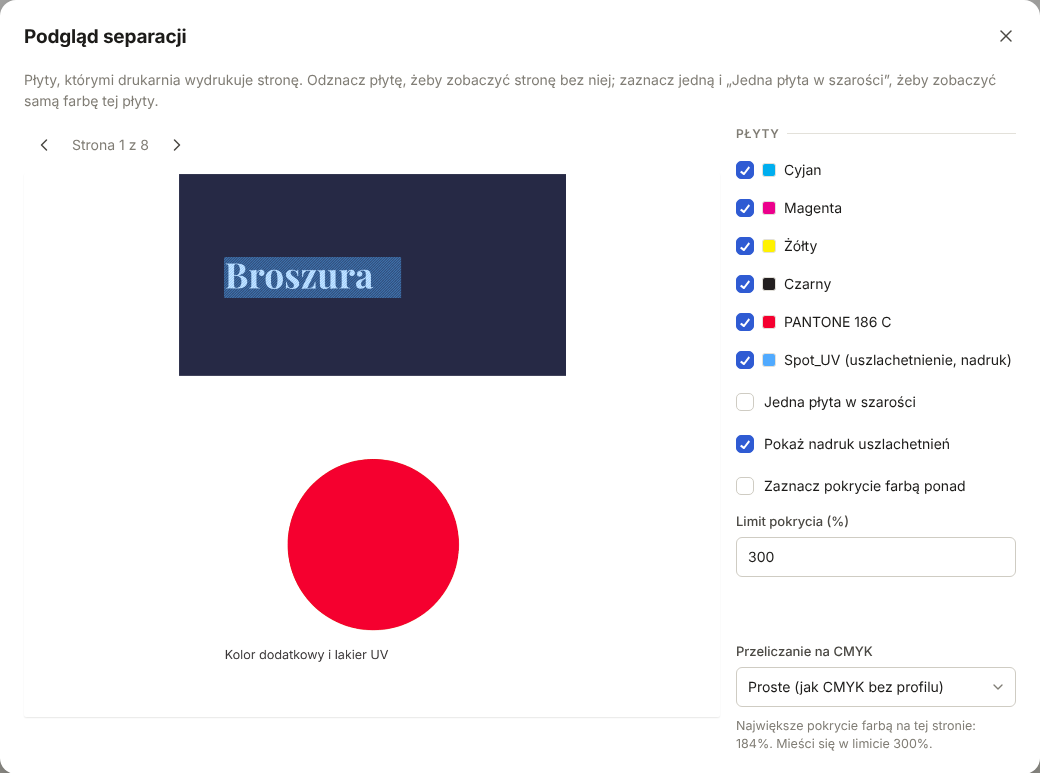 Podgląd separacji
Płyty, którymi drukarnia wydrukuje stronę. Odznacz płytę, żeby zobaczyć stronę bez niej; zaznacz jedną i „Jedna płyta w szarości”, żeby zobaczyć
samą farbę tej płyty.
Strona 1 z 8
Broszura
Kolor dodatkowy i lakier UV
PŁYTY
Cyjan
Magenta
Żółty
Czarny
PANTONE 186 C
Spot_UV (uszlachetnienie, nadruk)
Jedna płyta w szarości
Pokaż nadruk uszlachetnień
Zaznacz pokrycie farbą ponad
Limit pokrycia (%)
300
Przeliczanie na CMYK
Proste (jak CMYK bez profilu)
Największe pokrycie farbą na tej stronie:
184%. Mieści się w limicie 300%.